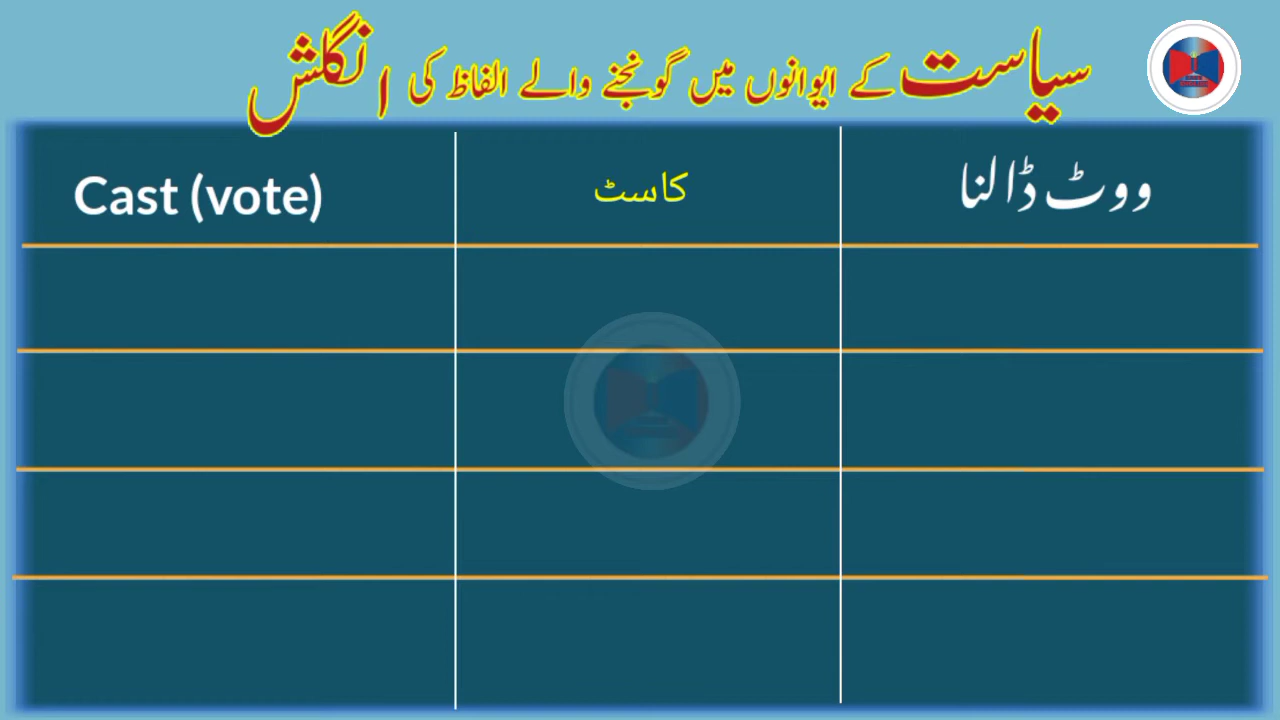 سیاست کے ایوانوں میں گونجنے والے الفاظ کی انگلش
Cast (vote) کاسٹ ووٹ ڈالنا